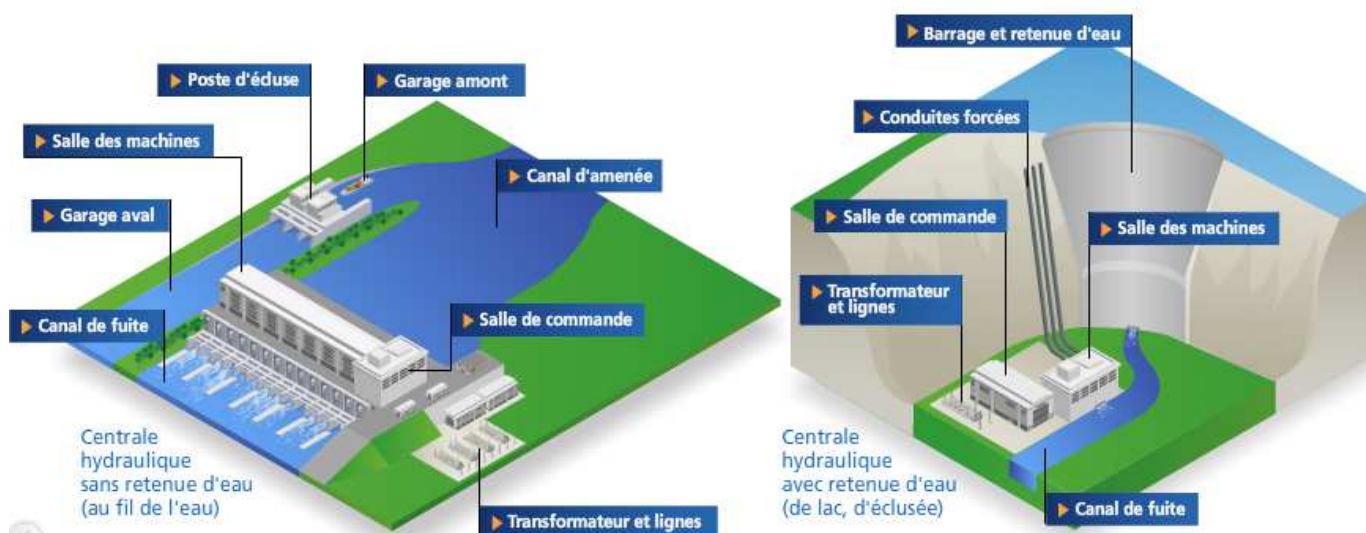 Poste d'écluse
Garage amont
Salle des machines
Canal d'amenée
Garage aval
Canal de fuite
Salle de commande
Centrale
hydraulique
sans retenue d'eau
(au fil de l'eau)
Transformateur et lignes
Barrage et retenue d'eau
Conduites forcées
Salle de commande
Salle des machines
Transformateur
et lignes
Centrale
hydraulique
avec retenue d'eau
(de lac, d'éclusée)
Canal de fuite